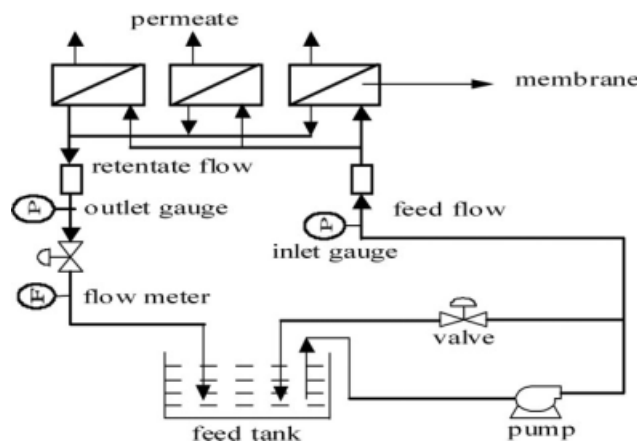 permeate
membrane
retentate flow
P
outlet gauge
feed flow
P
inlet gauge
F
flow meter
valve
feed tank
pump